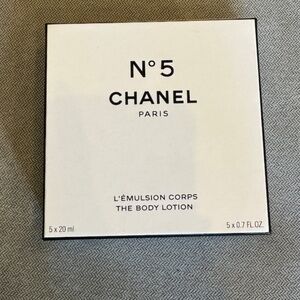 N°5
CHANEL
PARIS
L'ÉMULSION CORPS
THE BODY LOTION
5 x 20 ml
5 x 0.7 FL.OZ.